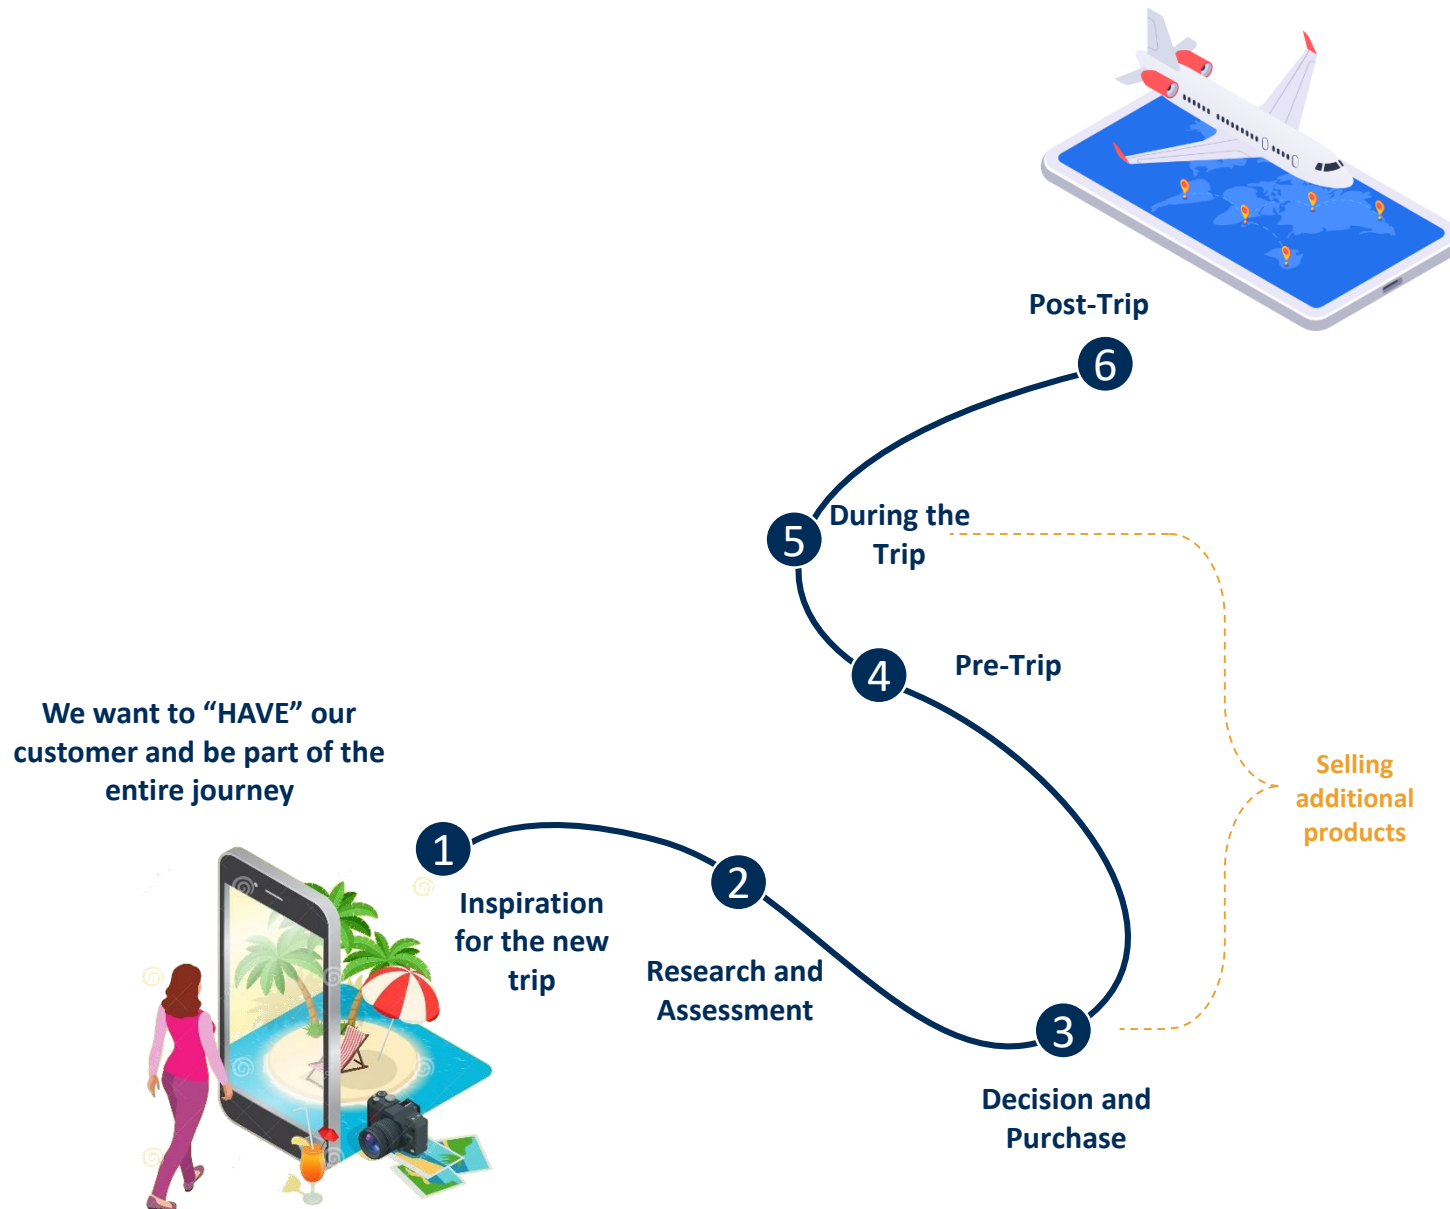 Post-Trip
6
5
During the
Trip
4
Pre-Trip
We want to “HAVE” our
customer and be part of the
entire journey
Selling
additional
products
1
2
Inspiration
for the new
trip
Research and
Assessment
3
Decision and
Purchase